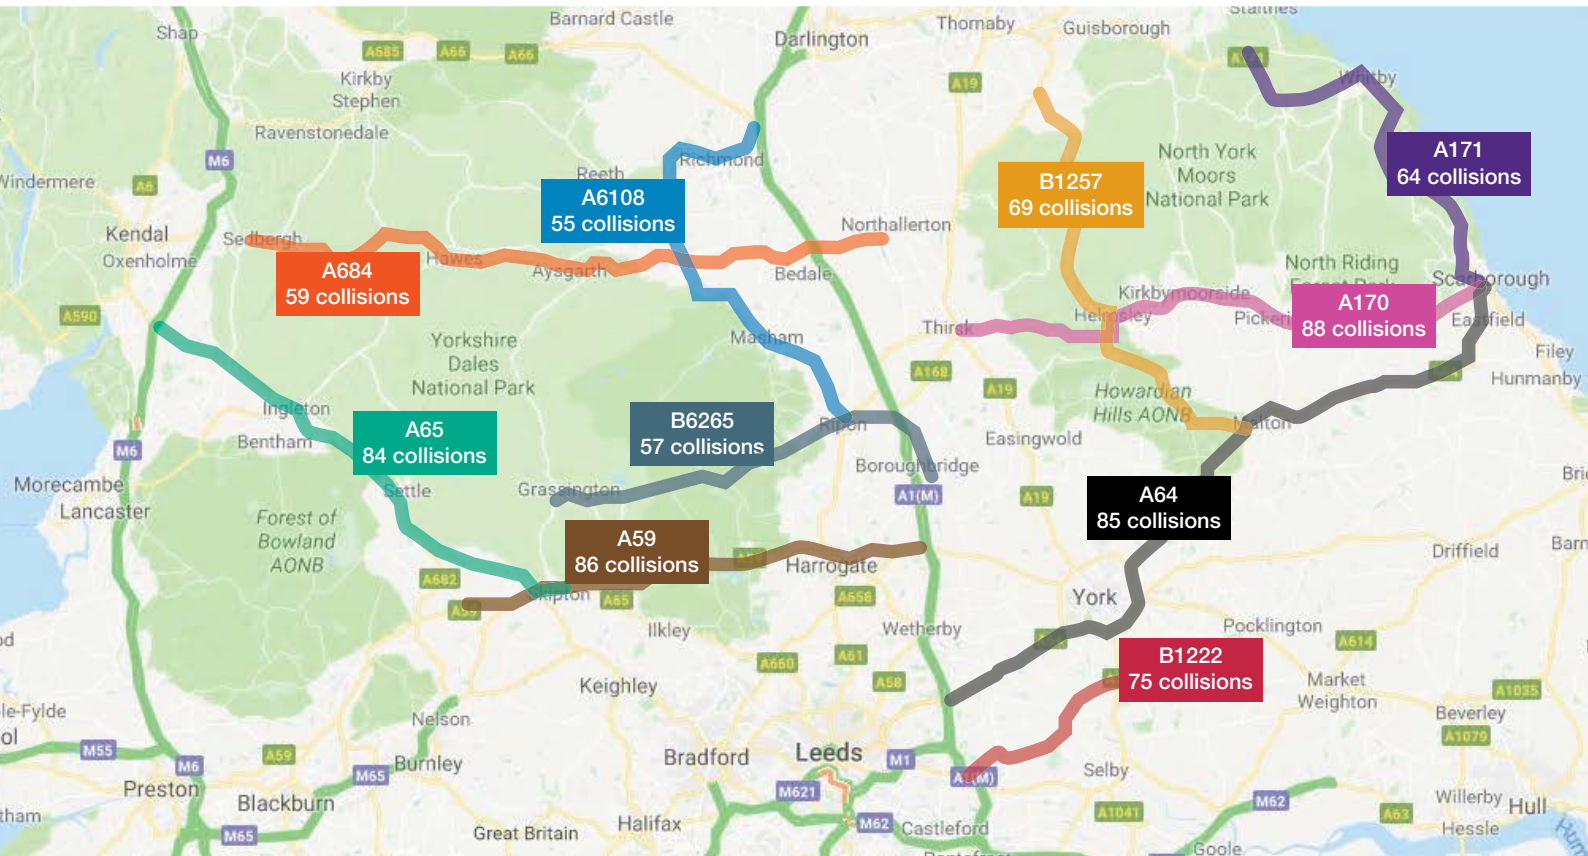 Shap
Barnard Castle
Staithes
Darlington
Thornaby
Guisborough
A685
A66
A66
A19
Whitby
Kirkby
Stephen
Ravenstonedale
M6
Richmond
Reeth
Windermere
A6
A6108
55 collisions
B1257
69 collisions
North York
Moors
National Park
A171
64 collisions
Kendal
Oxenholme
Sedbergh
Hawes
Aysgarth
Bedale
Northallerton
A684
59 collisions
North Riding
Forest Park
Scarborough
Kirkbymoorside
A170
88 collisions
A590
Thirsk
Helmsley
Eastfield
Yorkshire
Dales
National Park
Masham
Filey
Hunmanby
A168
A19
Howardian
Hills AONB
Ingleton
Bentham
A65
84 collisions
B6265
57 collisions
Ripon
Malton
Easingwold
M6
Boroughbridge
A1(M)
A19
Morecambe
Lancaster
Settle
Grassington
A64
85 collisions
Forest of
Bowland
AONB
A59
86 collisions
Harrogate
Driffield
A682
A59
A65
A658
York
Ilkley
Wetherby
Pocklington
A614
A660
A61
A58
B1222
75 collisions
Keighley
Market
Weighton
A1035
Beverley
A1079
Nelson
M55
M6
A59
M65
Burnley
Bradford
Leeds
M1
A1(M)
Selby
Preston
Blackburn
M621
M62
Willerby
Hull
M65
Great Britain
Halifax
M62
Castleford
A1041
A63
Hessle
Goole